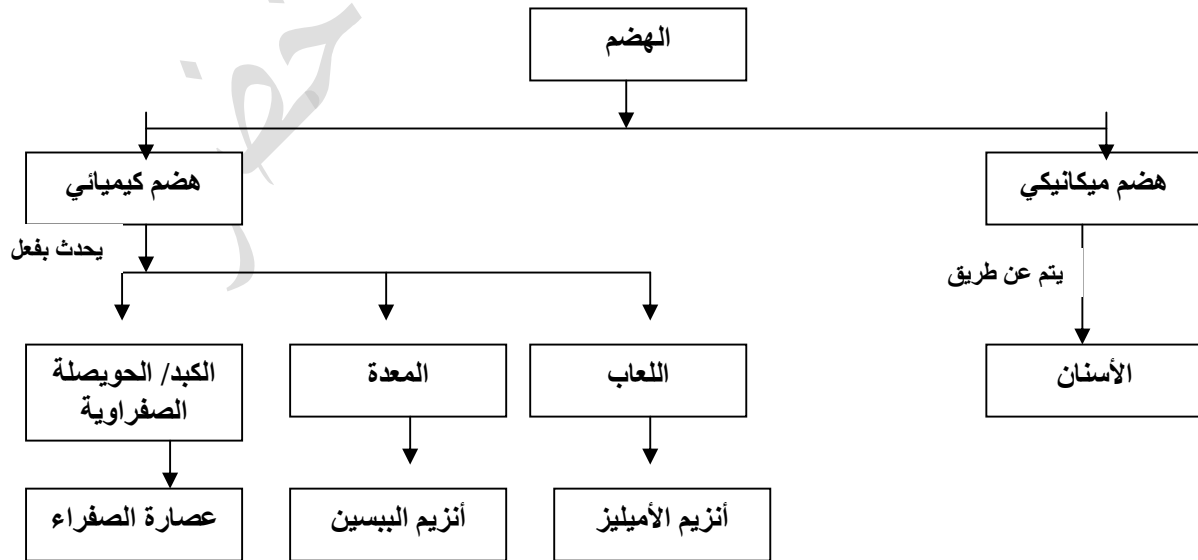 الهضم
هضم ميكانيكي
هضم كيميائي
يتم عن طريق
يحدث بفعل
الأسنان
اللعاب
المعدة
الكبد/ الحويصلة
الصفراوية
أنزيم الأميليز
أنزيم الببسين
عصارة الصفراء